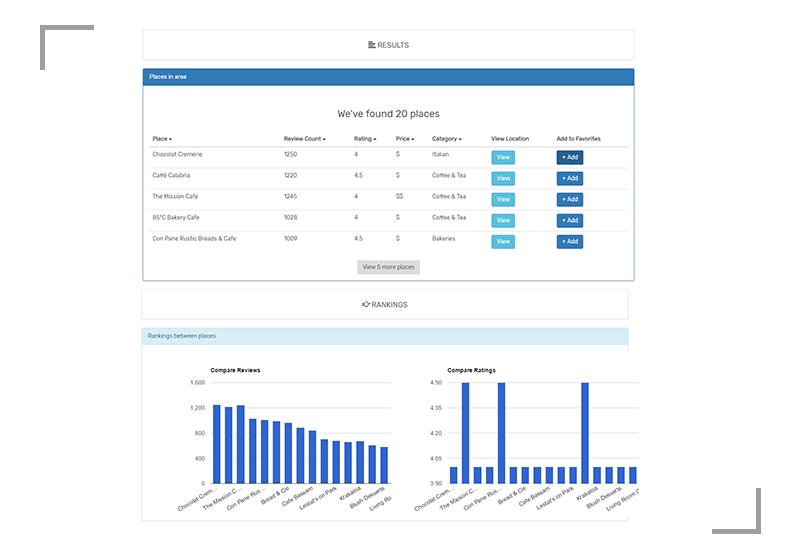 RESULTS
Places in area
We've found 20 places
Place Review Count Rating Price Category View Location Add to Favorites
Chocolat Cremerie 1250 4 $ Italian View + Add
Caffè Calabria 1220 4.5 $ Coffee & Tea View + Add
The Mission Cafe 1245 4 $$ Coffee & Tea View + Add
85°C Bakery Cafe 1028 4 $ Coffee & Tea View + Add
Con Pane Rustic Breads & Cafe 1009 4.5 $ Bakeries View + Add
View 5 more places
RANKINGS
Rankings between places
Compare Reviews
1,600
1,200
800
400
0
Chocolat Crem... The Mission C... Con Pane Rus... Bread & Cie Cafe Bassam Lestat's on Park Krakatoa Blush Desserts Living Ro
Compare Ratings
4.50
4.35
4.20
4.05
3.90
Chocolat Crem... The Mission C... Con Pane Rus... Bread & Cie Cafe Bassam Lestat's on Park Krakatoa Blush Desserts Living Room C